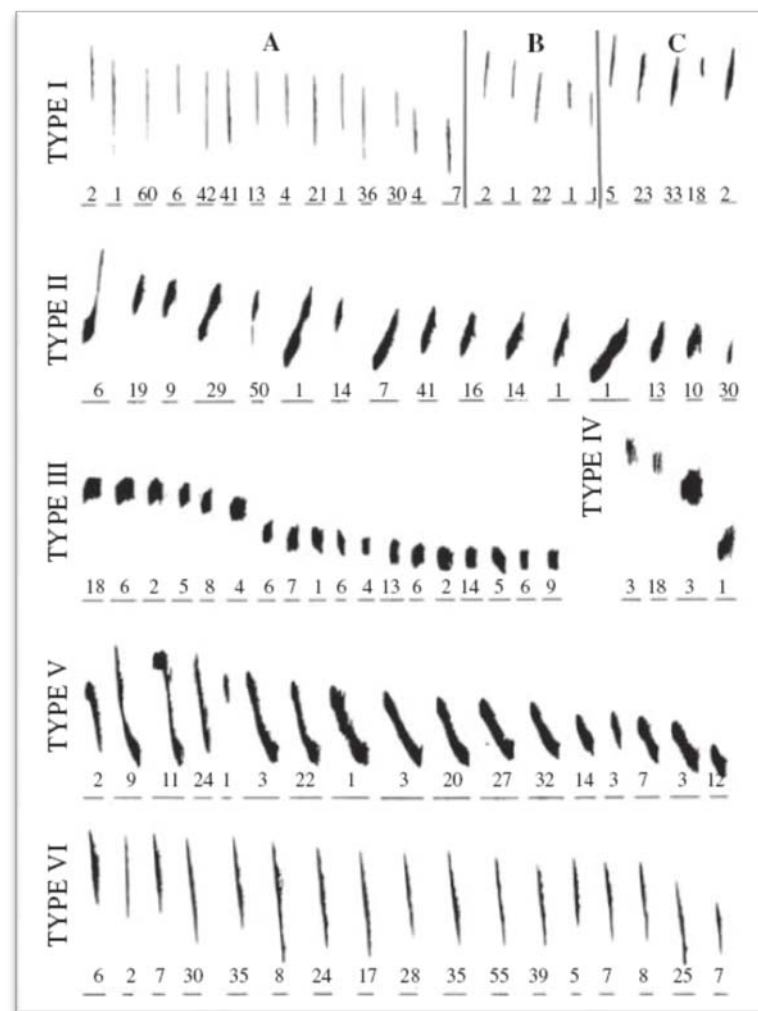 A B C
TYPE I
2 1 60 6 42 41 13 4 21 1 36 30 4 7 2 1 22 1 1 5 23 33 18 2
TYPE II
6 19 9 29 50 1 14 7 41 16 14 1 1 13 10 30
TYPE III
18 6 2 5 8 4 6 7 1 6 4 13 6 2 14 5 6 9
TYPE IV
3 18 3 1
TYPE V
2 9 11 24 1 3 22 1 3 20 27 32 14 3 7 3 12
TYPE VI
6 2 7 30 35 8 24 17 28 35 55 39 5 7 8 25 7